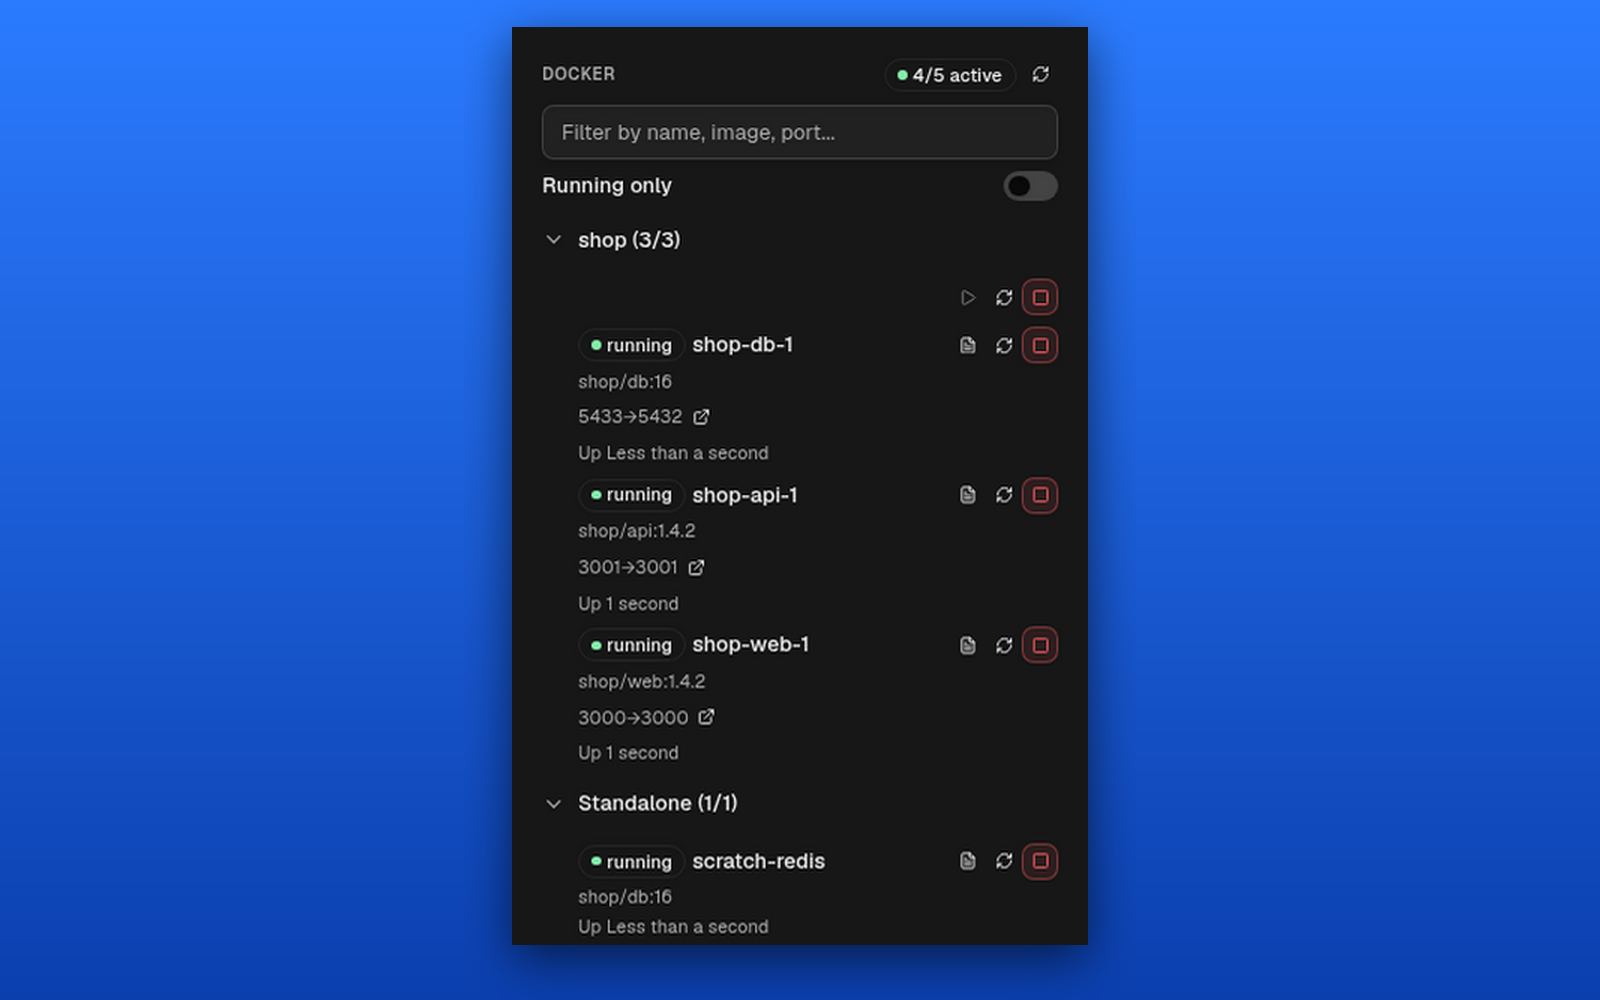 DOCKER 4/5 active
Filter by name, image, port...
Running only
shop (3/3)
running shop-db-1
shop/db:16
5433→5432
Up Less than a second
running shop-api-1
shop/api:1.4.2
3001→3001
Up 1 second
running shop-web-1
shop/web:1.4.2
3000→3000
Up 1 second
Standalone (1/1)
running scratch-redis
shop/db:16
Up Less than a second